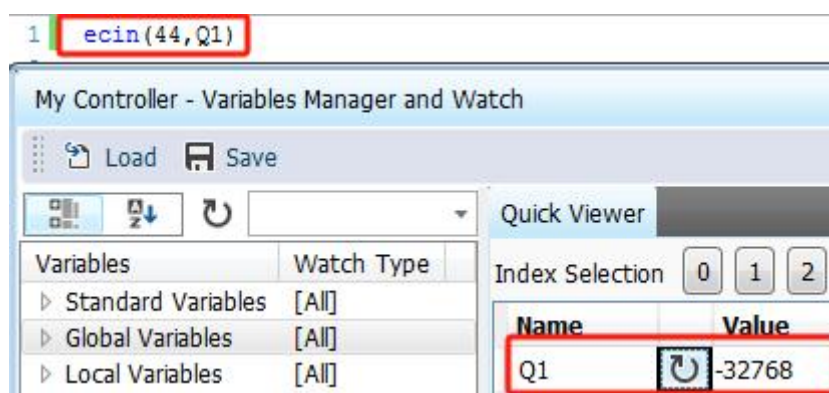 1 ecin(44,Q1)
My Controller - Variables Manager and Watch
Load Save
Quick Viewer
Variables Watch Type
Index Selection 0 1 2
Standard Variables [All]
Name Value
Global Variables [All]
Q1 -32768
Local Variables [All]